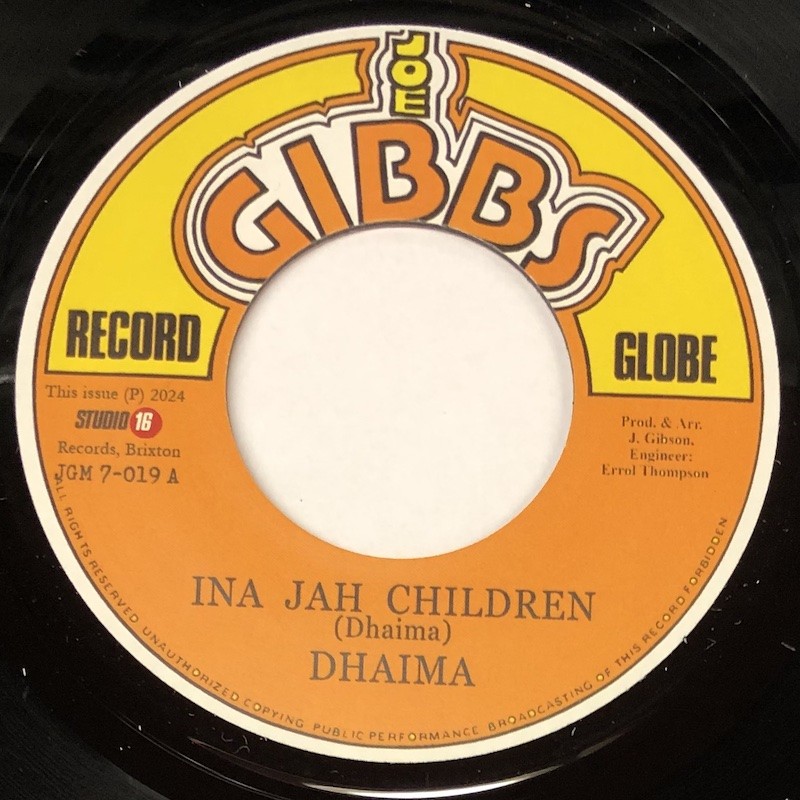 JOE
GIBBS
RECORD
GLOBE
This issue (P) 2024
STUDIO 16
Records, Brixton
JGM 7-019 A
Prod. & Arr.
J. Gibson.
Engineer:
Errol Thompson
INA JAH CHILDREN
(Dhaima)
DHAIMA
ALL RIGHTS RESERVED UNAUTHORIZED COPYING PUBLIC PERFORMANCE BROADCASTING OF THIS RECORD FORBIDDEN